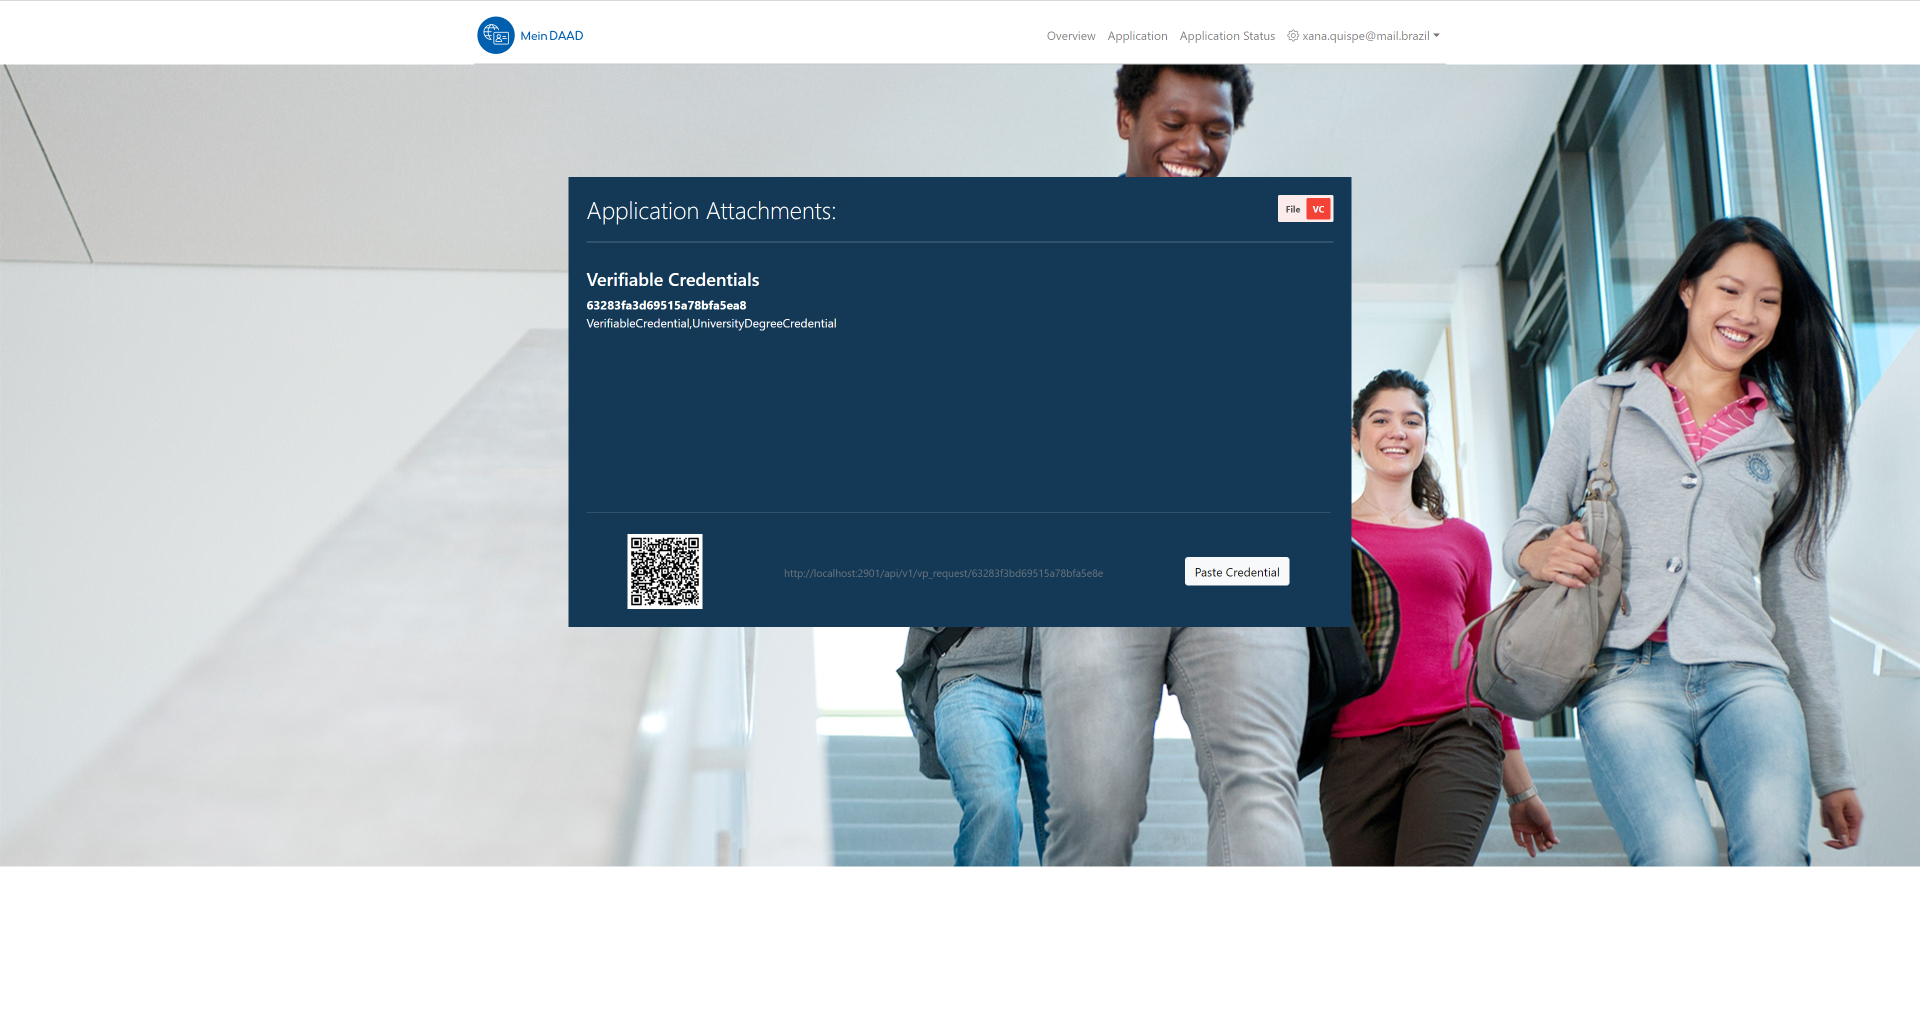 Mein DAAD
Overview Application Application Status xana.quispe@mail.brazil
Application Attachments:
File VC
Verifiable Credentials
63283fa3d69515a78bfa5ea8
VerifiableCredential,UniversityDegreeCredential
http://localhost:2901/api/v1/vp_request/63283f3bd69515a78bfa5e8e
Paste Credential